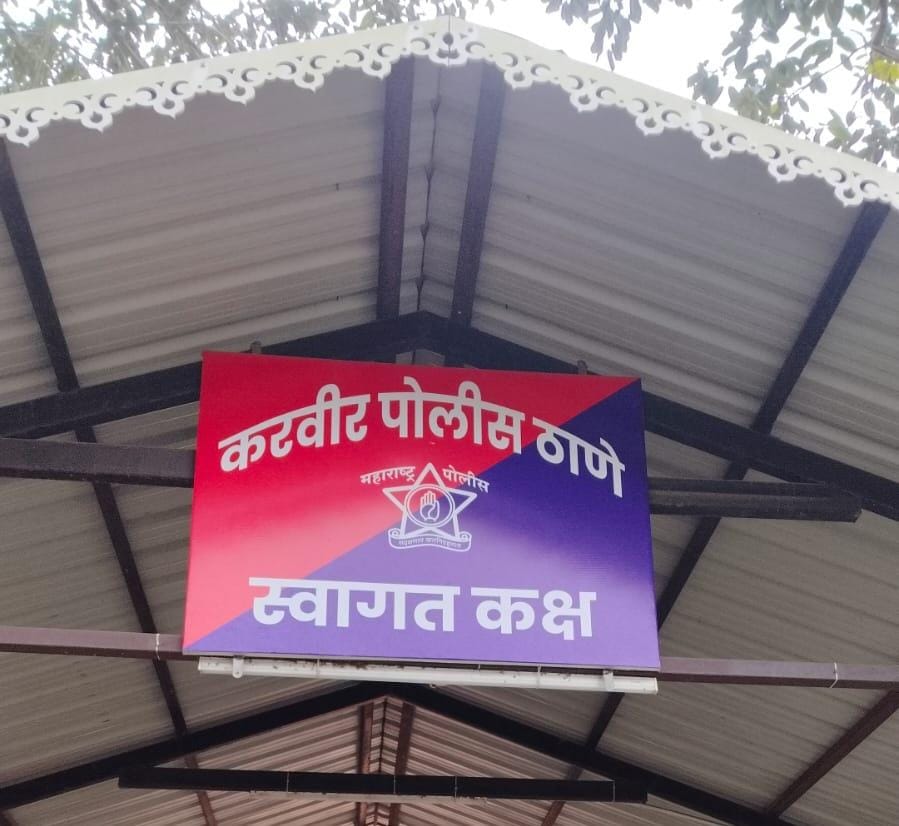 करवीर पोलीस ठाणे
महाराष्ट्र पोलीस
स्वागत कक्ष